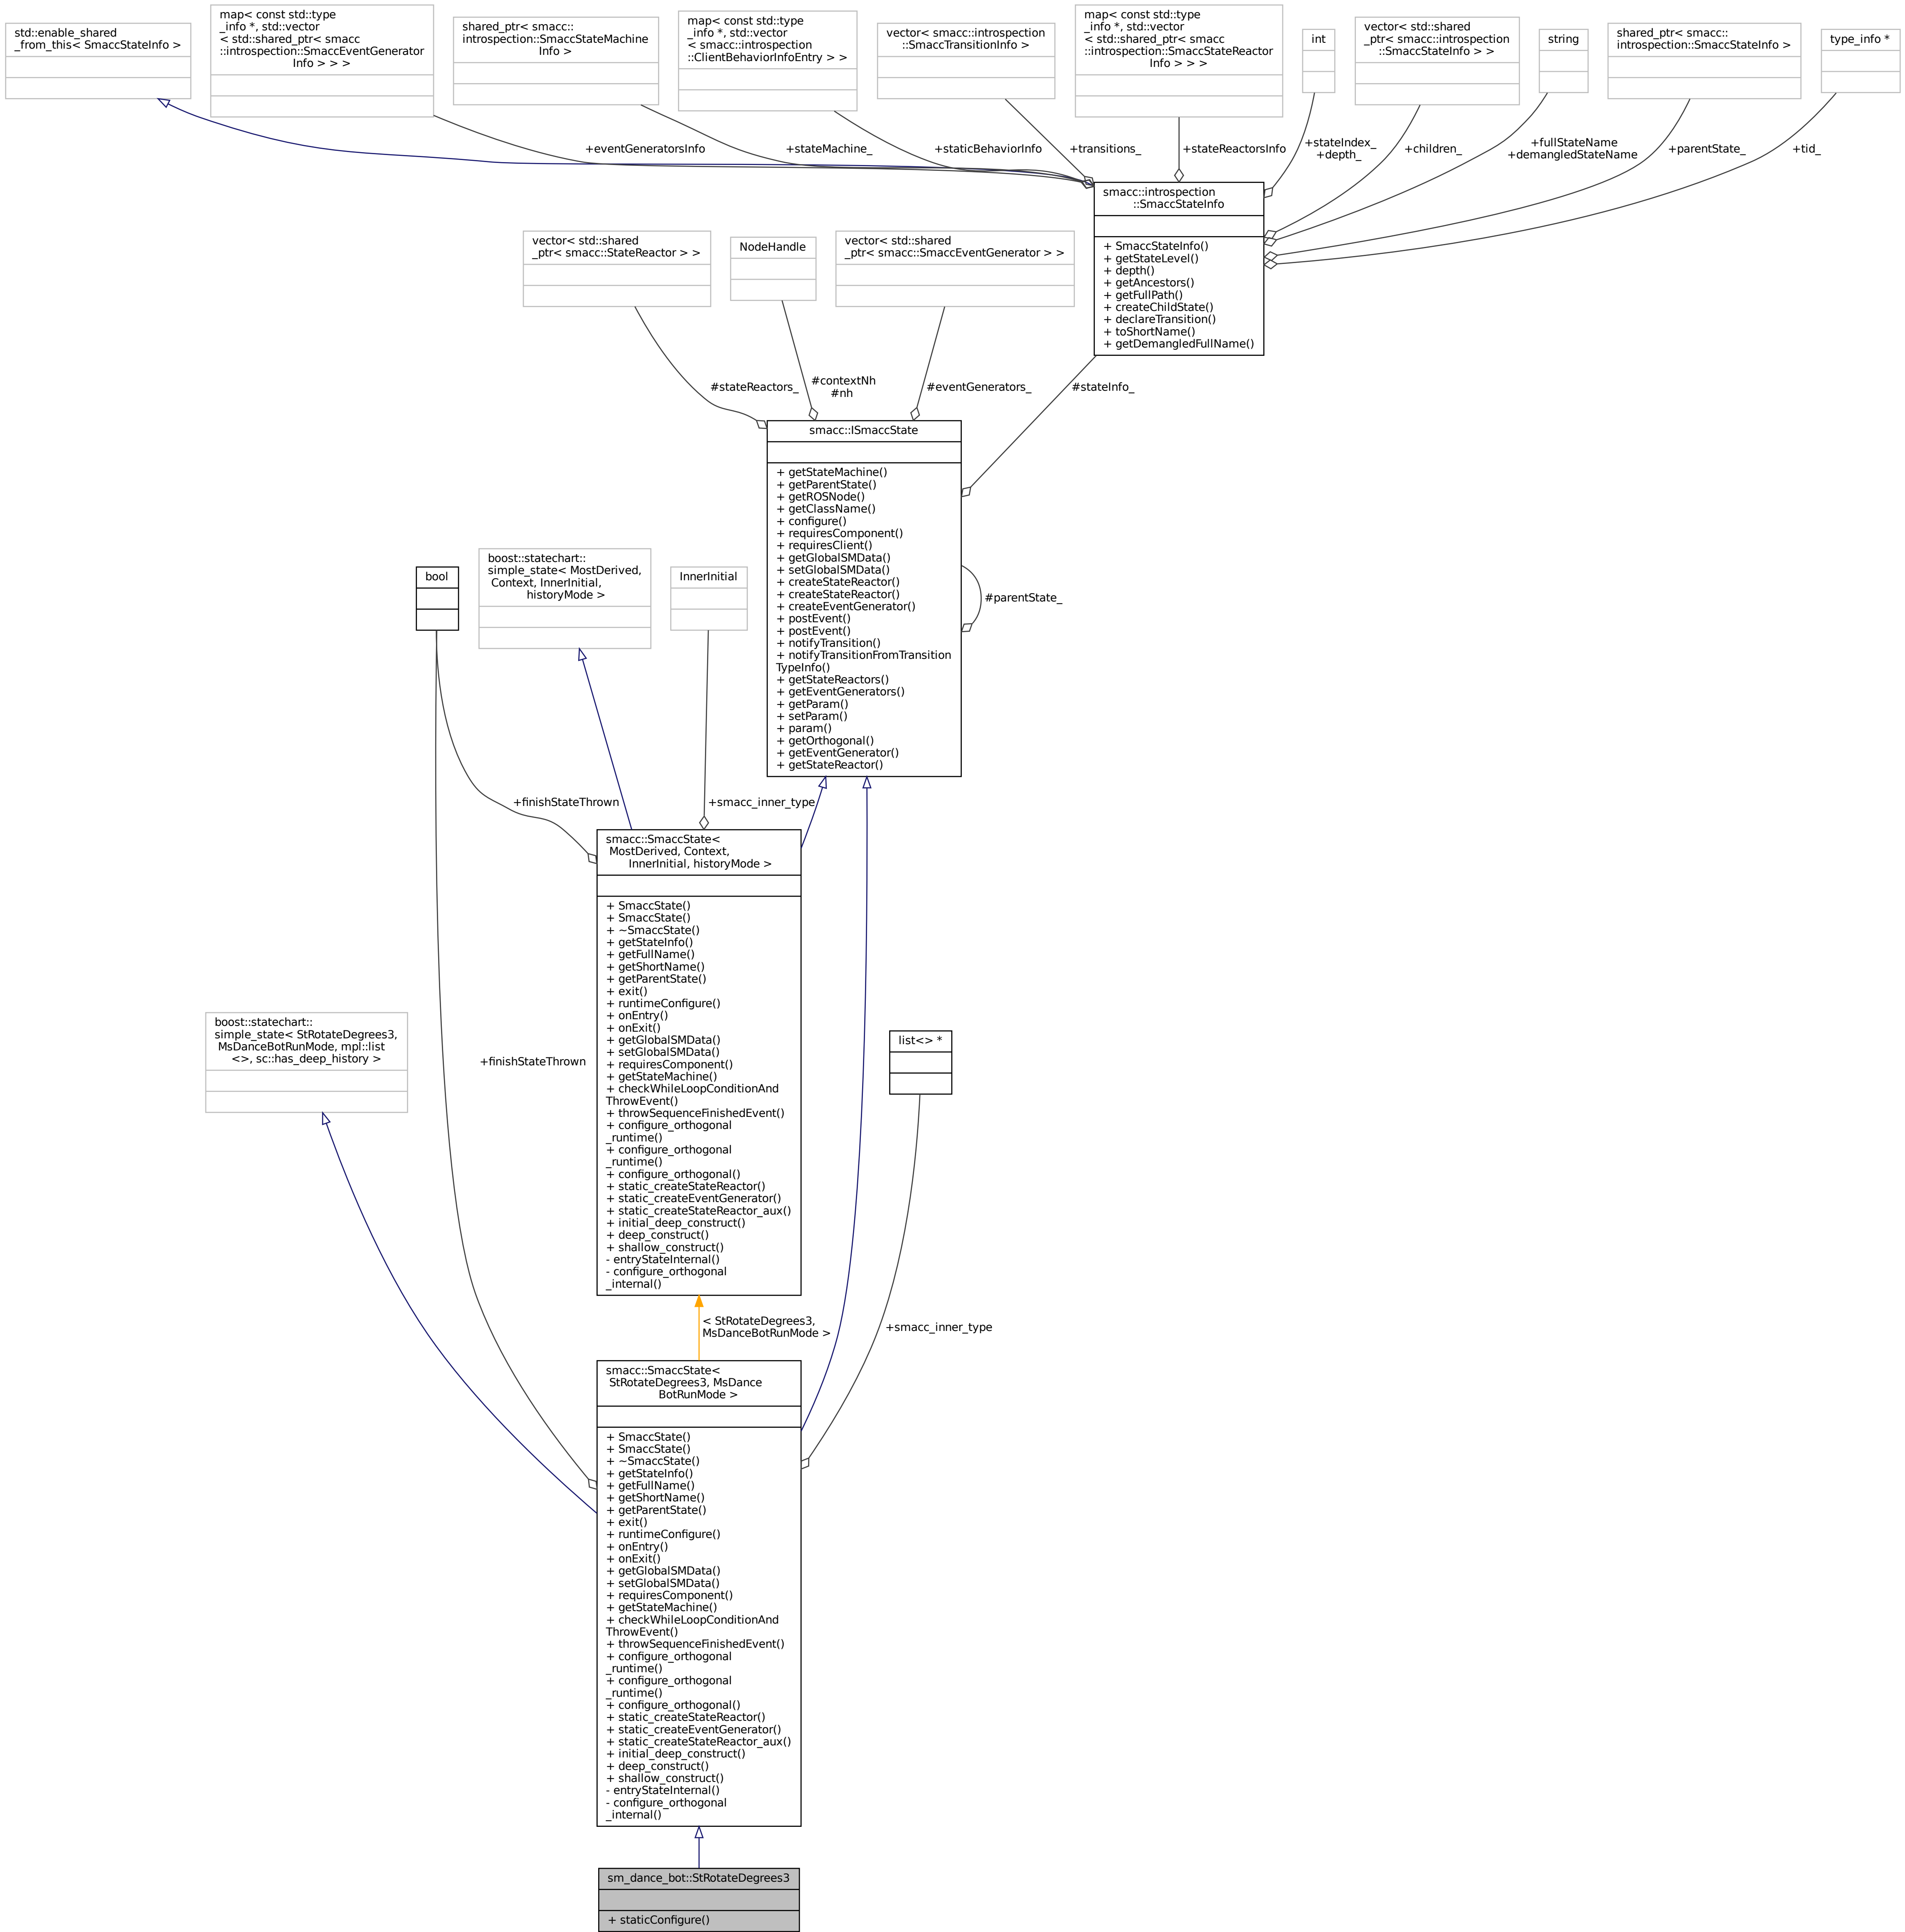 std::enable_shared
_from_this< SmaccStateInfo >
map< const std::type
_info *, std::vector
< std::shared_ptr< smacc
::introspection::SmaccEventGenerator
Info > > >
shared_ptr< smacc::
introspection::SmaccStateMachine
Info >
map< const std::type
_info *, std::vector
< smacc::introspection
::ClientBehaviorInfoEntry > >
vector< smacc::introspection
::SmaccTransitionInfo >
map< const std::type
_info *, std::vector
< std::shared_ptr< smacc
::introspection::SmaccStateReactor
Info > > >
int
vector< std::shared
_ptr< smacc::introspection
::SmaccStateInfo > >
string
shared_ptr< smacc::
introspection::SmaccStateInfo >
type_info *
+eventGeneratorsInfo
+stateMachine_
+staticBehaviorInfo
+transitions_
+stateReactorsInfo
+stateIndex_
+depth_
+children_
+fullStateName
+demangledStateName
+parentState_
+tid_
smacc::introspection
::SmaccStateInfo
+ SmaccStateInfo()
+ getStateLevel()
+ depth()
+ getAncestors()
+ getFullPath()
+ createChildState()
+ declareTransition()
+ toShortName()
+ getDemangledFullName()
vector< std::shared
_ptr< smacc::StateReactor > >
NodeHandle
vector< std::shared
_ptr< smacc::SmaccEventGenerator > >
#stateReactors_
#contextNh
#nh
#eventGenerators_
#stateInfo_
smacc::ISmaccState
+ getStateMachine()
+ getParentState()
+ getROSNode()
+ getClassName()
+ configure()
+ requiresComponent()
+ requiresClient()
+ getGlobalSMData()
+ setGlobalSMData()
+ createStateReactor()
+ createStateReactor()
+ createEventGenerator()
+ postEvent()
+ postEvent()
+ notifyTransition()
+ notifyTransitionFromTransition
TypeInfo()
+ getStateReactors()
+ getEventGenerators()
+ getParam()
+ setParam()
+ param()
+ getOrthogonal()
+ getEventGenerator()
+ getStateReactor()
#parentState_
bool
boost::statechart::
simple_state< MostDerived,
Context, InnerInitial,
historyMode >
InnerInitial
+finishStateThrown
+smacc_inner_type
smacc::SmaccState<
MostDerived, Context,
InnerInitial, historyMode >
+ SmaccState()
+ SmaccState()
+ ~SmaccState()
+ getStateInfo()
+ getFullName()
+ getShortName()
+ getParentState()
+ exit()
+ runtimeConfigure()
+ onEntry()
+ onExit()
+ getGlobalSMData()
+ setGlobalSMData()
+ requiresComponent()
+ getStateMachine()
+ checkWhileLoopConditionAnd
ThrowEvent()
+ throwSequenceFinishedEvent()
+ configure_orthogonal
_runtime()
+ configure_orthogonal
_runtime()
+ configure_orthogonal()
+ static_createStateReactor()
+ static_createEventGenerator()
+ static_createStateReactor_aux()
+ initial_deep_construct()
+ deep_construct()
+ shallow_construct()
- entryStateInternal()
- configure_orthogonal
_internal()
boost::statechart::
simple_state< StRotateDegrees3,
MsDanceBotRunMode, mpl::list
<>, sc::has_deep_history >
+finishStateThrown
list<> *
< StRotateDegrees3,
MsDanceBotRunMode >
+smacc_inner_type
smacc::SmaccState<
StRotateDegrees3, MsDance
BotRunMode >
+ SmaccState()
+ SmaccState()
+ ~SmaccState()
+ getStateInfo()
+ getFullName()
+ getShortName()
+ getParentState()
+ exit()
+ runtimeConfigure()
+ onEntry()
+ onExit()
+ getGlobalSMData()
+ setGlobalSMData()
+ requiresComponent()
+ getStateMachine()
+ checkWhileLoopConditionAnd
ThrowEvent()
+ throwSequenceFinishedEvent()
+ configure_orthogonal
_runtime()
+ configure_orthogonal
_runtime()
+ configure_orthogonal()
+ static_createStateReactor()
+ static_createEventGenerator()
+ static_createStateReactor_aux()
+ initial_deep_construct()
+ deep_construct()
+ shallow_construct()
- entryStateInternal()
- configure_orthogonal
_internal()
sm_dance_bot::StRotateDegrees3
+ staticConfigure()